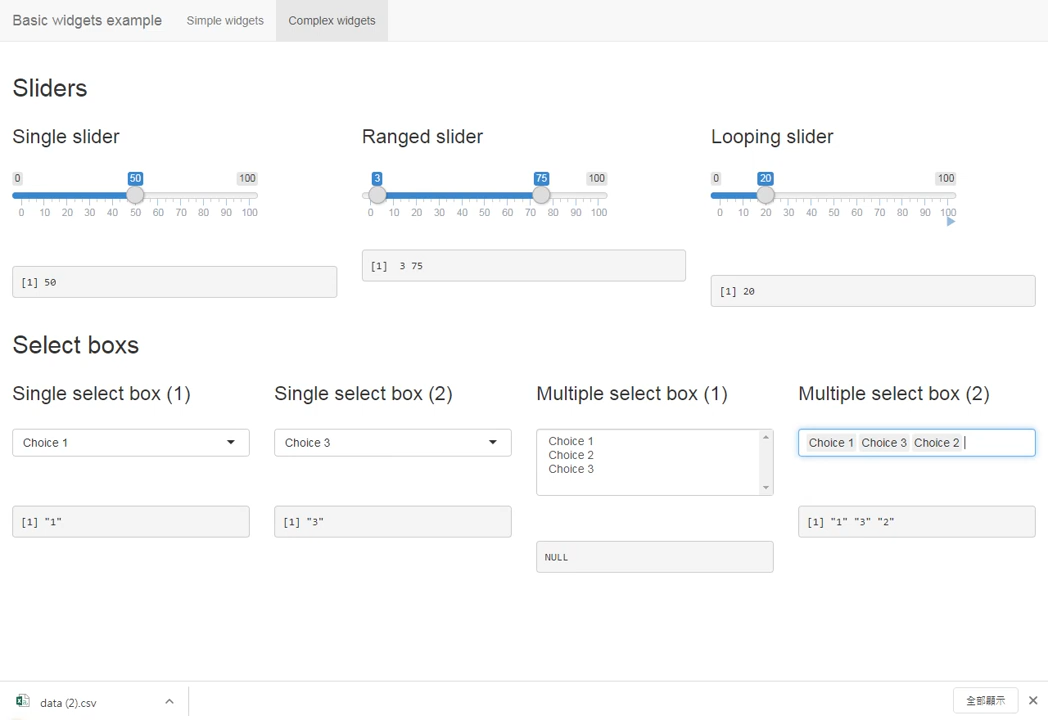 Basic widgets example Simple widgets Complex widgets
Sliders
Single slider Ranged slider Looping slider
0 50 100 3 75 100 0 20 100
0 10 20 30 40 50 60 70 80 90 100 0 10 20 30 40 50 60 70 80 90 100 0 10 20 30 40 50 60 70 80 90 100
[1] 50 [1]  3 75 [1] 20
Select boxs
Single select box (1) Single select box (2) Multiple select box (1) Multiple select box (2)
Choice 1 Choice 3 Choice 1 Choice 1 Choice 3 Choice 2
Choice 2
Choice 3
[1] "1" [1] "3" NULL [1] "1" "3" "2"
data (2).csv 全部顯示